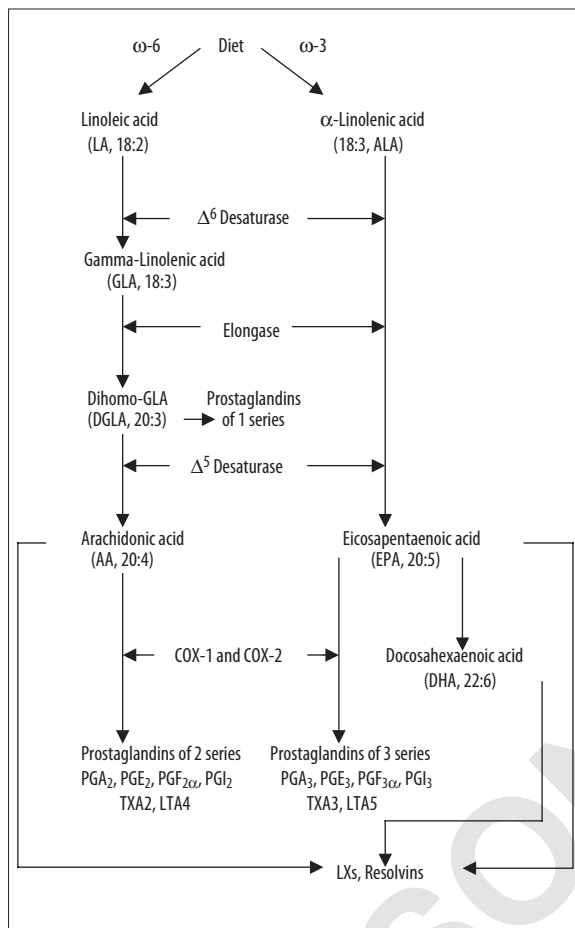 ω-6 Diet ω-3
Linoleic acid α-Linolenic acid
(LA, 18:2) (18:3, ALA)
Δ⁶ Desaturase
Gamma-Linolenic acid
(GLA, 18:3)
Elongase
Dihomo-GLA Prostaglandins
(DGLA, 20:3) of 1 series
Δ⁵ Desaturase
Arachidonic acid Eicosapentaenoic acid
(AA, 20:4) (EPA, 20:5)
COX-1 and COX-2 Docosahexaenoic acid
(DHA, 22:6)
Prostaglandins of 2 series Prostaglandins of 3 series
PGA₂, PGE₂, PGF₂α, PGI₂ PGA₃, PGE₃, PGF₃α, PGI₃
TXA2, LTA4 TXA3, LTA5
LXs, Resolvins